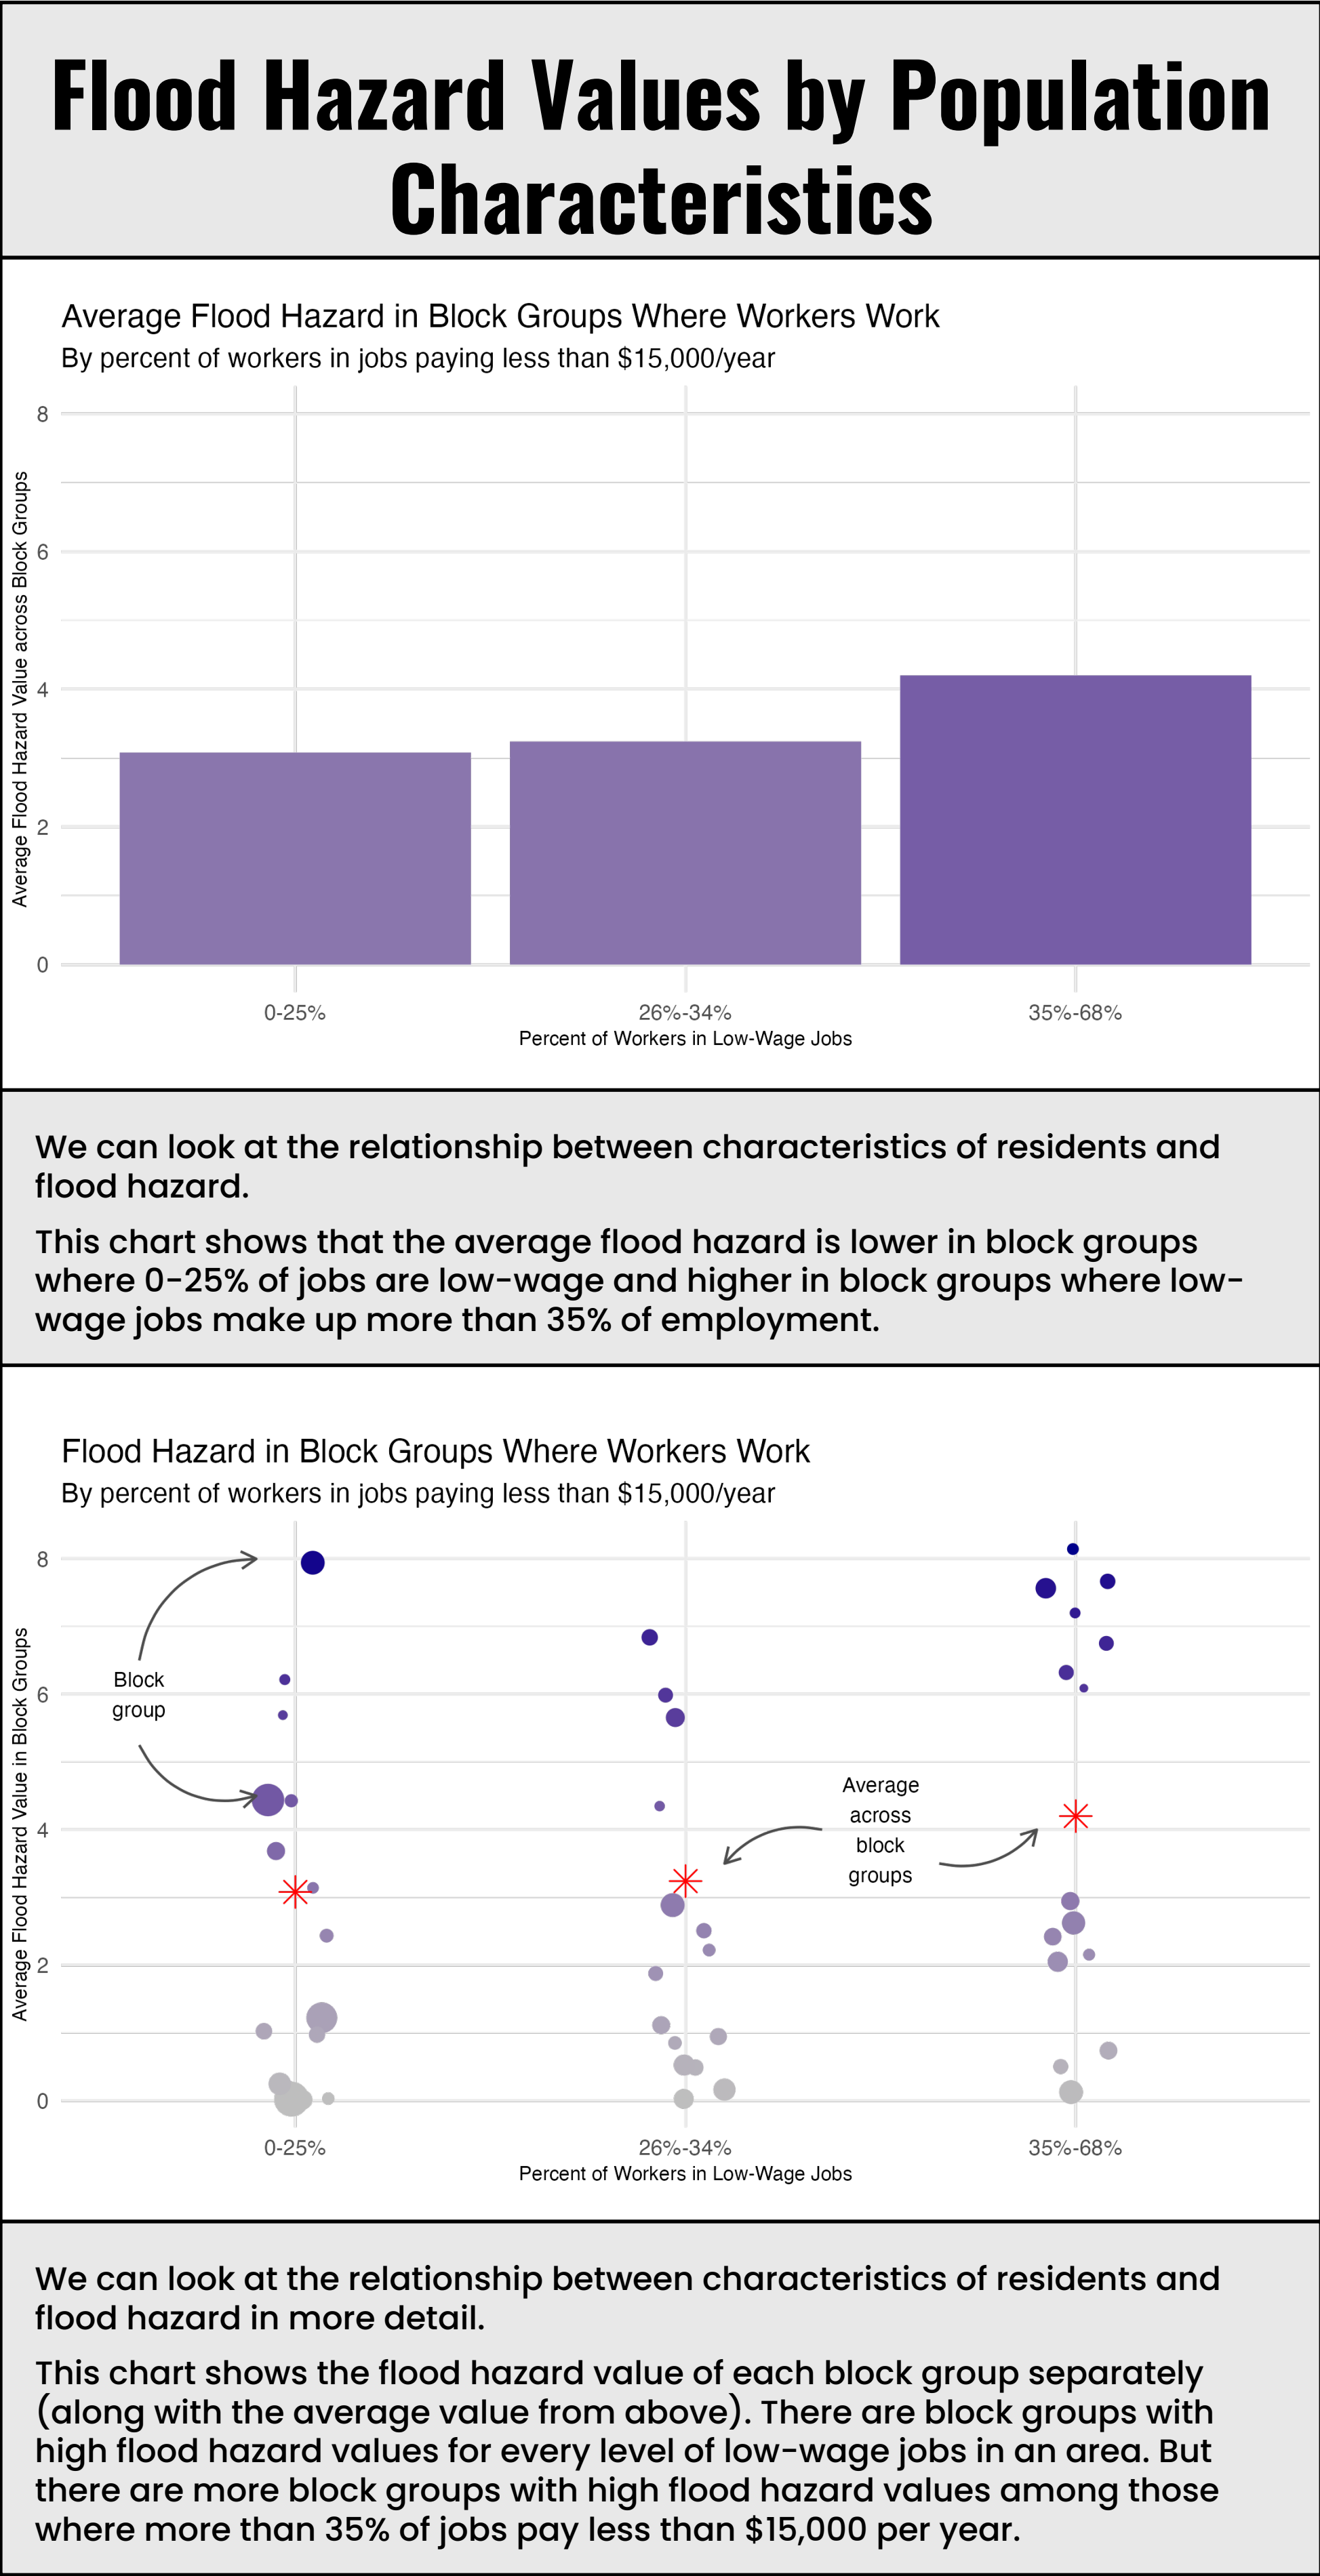 Flood Hazard Values by Population
Characteristics
Average Flood Hazard in Block Groups Where Workers Work
By percent of workers in jobs paying less than $15,000/year
Average Flood Hazard Value across Block Groups
8
6
4
2
0
0-25%
26%-34%
35%-68%
Percent of Workers in Low-Wage Jobs
We can look at the relationship between characteristics of residents and
flood hazard.
This chart shows that the average flood hazard is lower in block groups
where 0-25% of jobs are low-wage and higher in block groups where low-
wage jobs make up more than 35% of employment.
Flood Hazard in Block Groups Where Workers Work
By percent of workers in jobs paying less than $15,000/year
Average Flood Hazard Value in Block Groups
8
6
4
2
0
Block
group
Average
across
block
groups
0-25%
26%-34%
35%-68%
Percent of Workers in Low-Wage Jobs
We can look at the relationship between characteristics of residents and
flood hazard in more detail.
This chart shows the flood hazard value of each block group separately
(along with the average value from above). There are block groups with
high flood hazard values for every level of low-wage jobs in an area. But
there are more block groups with high flood hazard values among those
where more than 35% of jobs pay less than $15,000 per year.